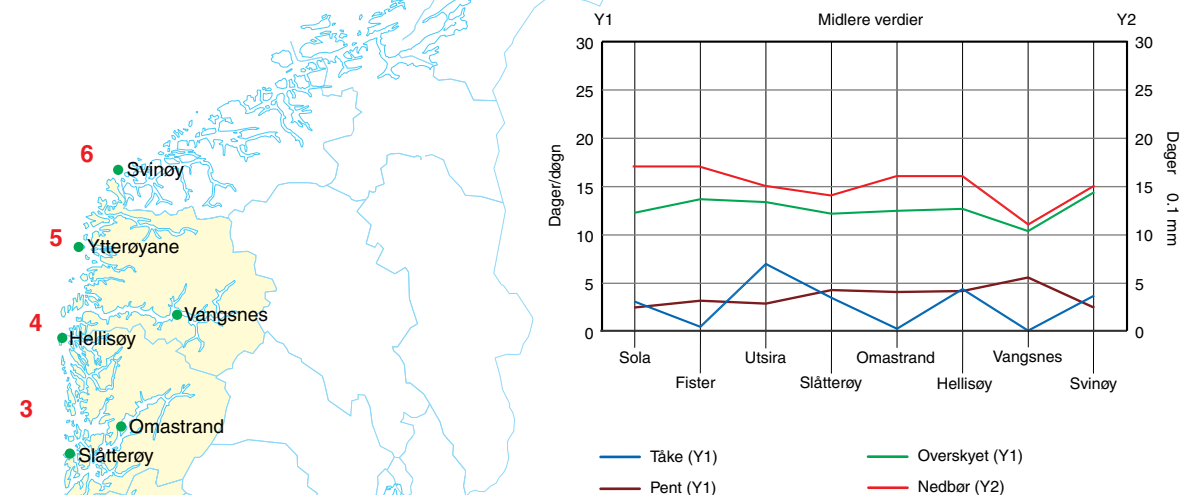 6
Svinøy
5
Ytterøyane
Vangsnes
4
Hellisøy
3
Omastrand
Slåtterøy
Y1
Midlere verdier
Y2
30
25
20
15
10
5
0
Dager/døgn
30
25
20
15
10
5
0
Dager 0.1 mm
Sola
Fister
Utsira
Slåtterøy
Omastrand
Hellisøy
Vangsnes
Svinøy
Tåke (Y1)
Overskyet (Y1)
Pent (Y1)
Nedbør (Y2)